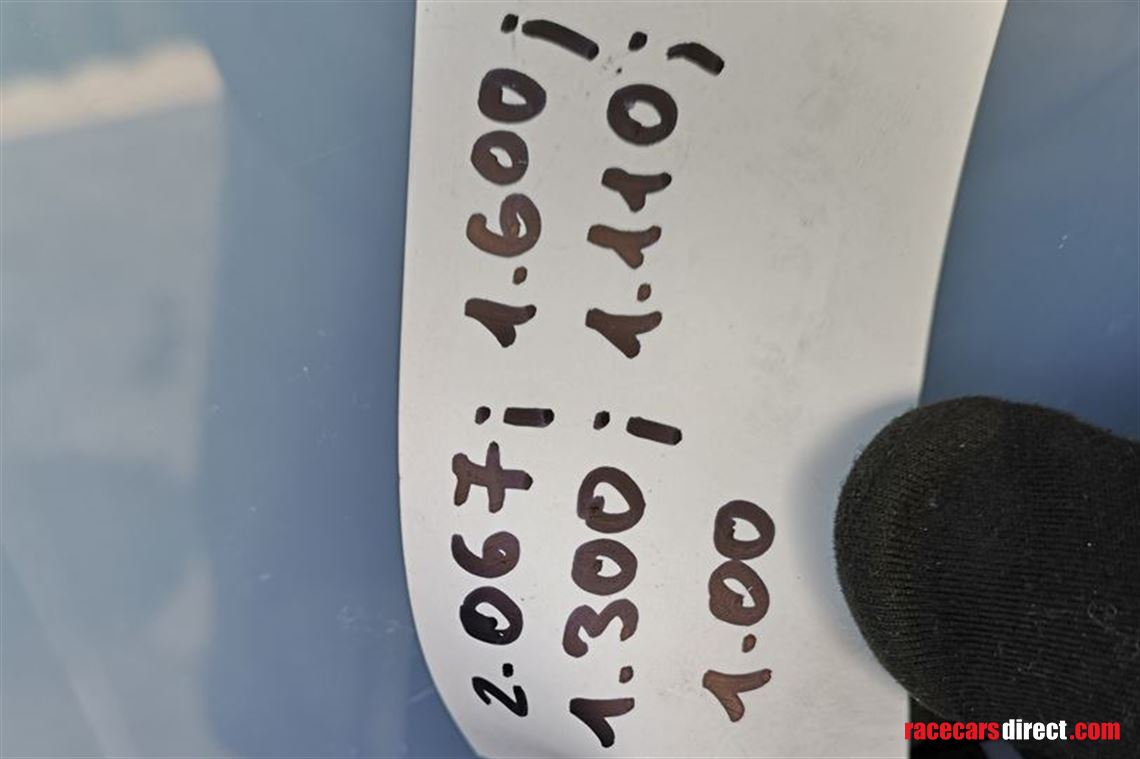 2.067; 1.600;
1.300; 1.110;
1.00
racecarsdirect.com